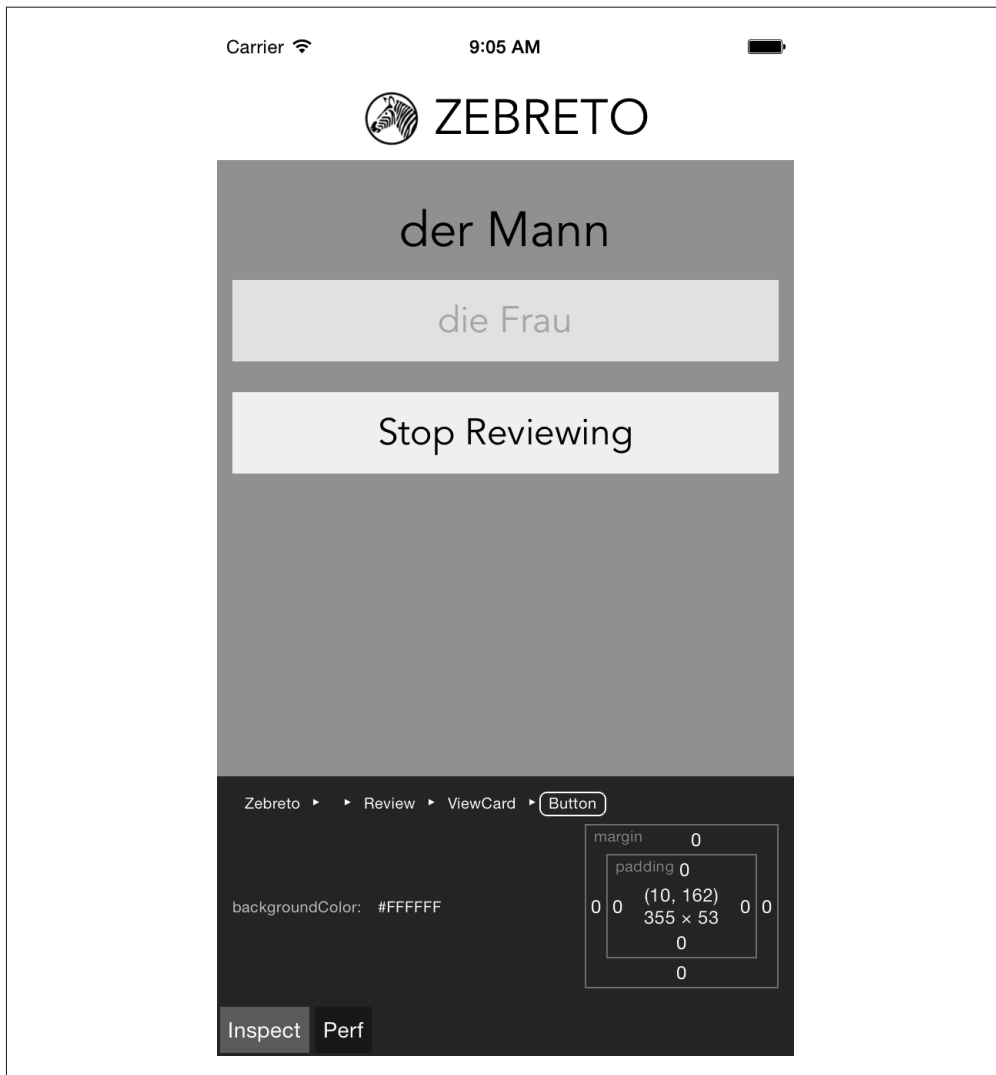 Carrier 9:05 AM
ZEBRETO
der Mann
die Frau
Stop Reviewing
Zebreto ▸ ▸ Review ▸ ViewCard ▸ Button
margin 0
padding 0
(10, 162)
0 0 355 × 53 0 0
0
0
backgroundColor: #FFFFFF
Inspect Perf